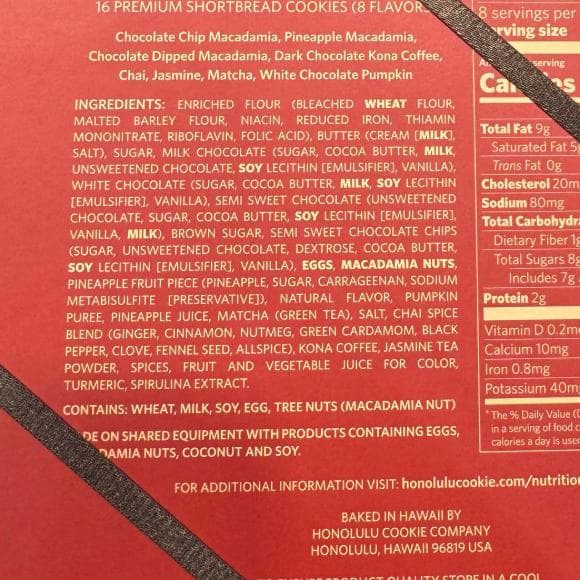 16 PREMIUM SHORTBREAD COOKIES (8 FLAVORS
Chocolate Chip Macadamia, Pineapple Macadamia,
Chocolate Dipped Macadamia, Dark Chocolate Kona Coffee,
Chai, Jasmine, Matcha, White Chocolate Pumpkin
INGREDIENTS: ENRICHED FLOUR (BLEACHED WHEAT FLOUR,
MALTED BARLEY FLOUR, NIACIN, REDUCED IRON, THIAMIN
MONONITRATE, RIBOFLAVIN, FOLIC ACID), BUTTER (CREAM [MILK],
SALT), SUGAR, MILK CHOCOLATE (SUGAR, COCOA BUTTER, MILK,
UNSWEETENED CHOCOLATE, SOY LECITHIN [EMULSIFIER], VANILLA),
WHITE CHOCOLATE (SUGAR, COCOA BUTTER, MILK, SOY LECITHIN
[EMULSIFIER], VANILLA), SEMI SWEET CHOCOLATE (UNSWEETENED
CHOCOLATE, SUGAR, COCOA BUTTER, SOY LECITHIN [EMULSIFIER],
VANILLA, MILK), BROWN SUGAR, SEMI SWEET CHOCOLATE CHIPS
(SUGAR, UNSWEETENED CHOCOLATE, DEXTROSE, COCOA BUTTER,
SOY LECITHIN [EMULSIFIER], VANILLA), EGGS, MACADAMIA NUTS,
PINEAPPLE FRUIT PIECE (PINEAPPLE, SUGAR, CARRAGEENAN, SODIUM
METABISULFITE [PRESERVATIVE]), NATURAL FLAVOR, PUMPKIN
PUREE, PINEAPPLE JUICE, MATCHA (GREEN TEA), SALT, CHAI SPICE
BLEND (GINGER, CINNAMON, NUTMEG, GREEN CARDAMOM, BLACK
PEPPER, CLOVE, FENNEL SEED, ALLSPICE), KONA COFFEE, JASMINE TEA
POWDER, SPICES, FRUIT AND VEGETABLE JUICE FOR COLOR,
TURMERIC, SPIRULINA EXTRACT.
CONTAINS: WHEAT, MILK, SOY, EGG, TREE NUTS (MACADAMIA NUT)
DE ON SHARED EQUIPMENT WITH PRODUCTS CONTAINING EGGS,
DAMIA NUTS, COCONUT AND SOY.
FOR ADDITIONAL INFORMATION VISIT: honolulucookie.com/nutrition
BAKED IN HAWAII BY
HONOLULU COOKIE COMPANY
HONOLULU, HAWAII 96819 USA
8 servings per
erving size
serving
Total Fat 9g
Saturated Fat 5g
Trans Fat 0g
Cholesterol 20m
Sodium 80mg
Total Carbohydra
Dietary Fiber 1g
Total Sugars 8g
Includes 7g
Protein 2g
Vitamin D 0.2m
Calcium 10mg
Iron 0.8mg
Potassium 40m
* The % Daily Value (D
in a serving of food c
calories a day is used